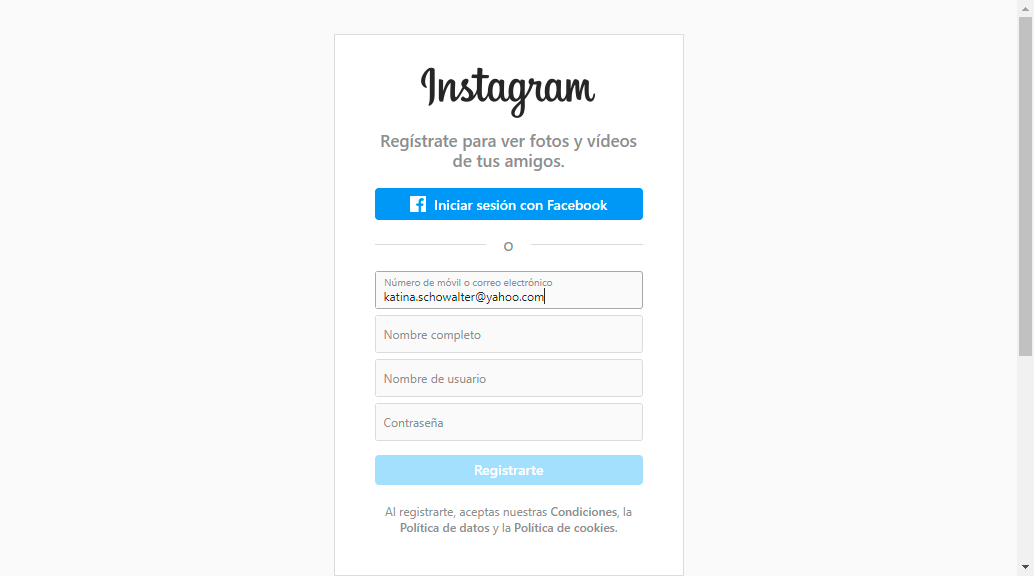 Instagram
Regístrate para ver fotos y vídeos
de tus amigos.
Iniciar sesión con Facebook
O
Número de móvil o correo electrónico
katina.schowalter@yahoo.com
Nombre completo
Nombre de usuario
Contraseña
Registrarte
Al registrarte, aceptas nuestras Condiciones, la
Política de datos y la Política de cookies.